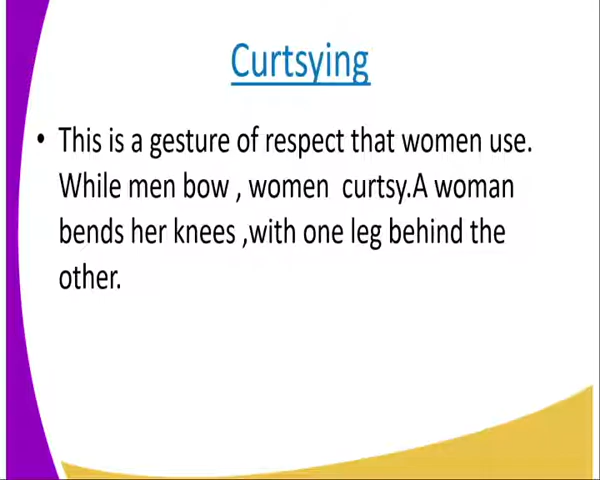 Curtsying
• This is a gesture of respect that women use.
While men bow , women  curtsy.A woman
bends her knees ,with one leg behind the
other.